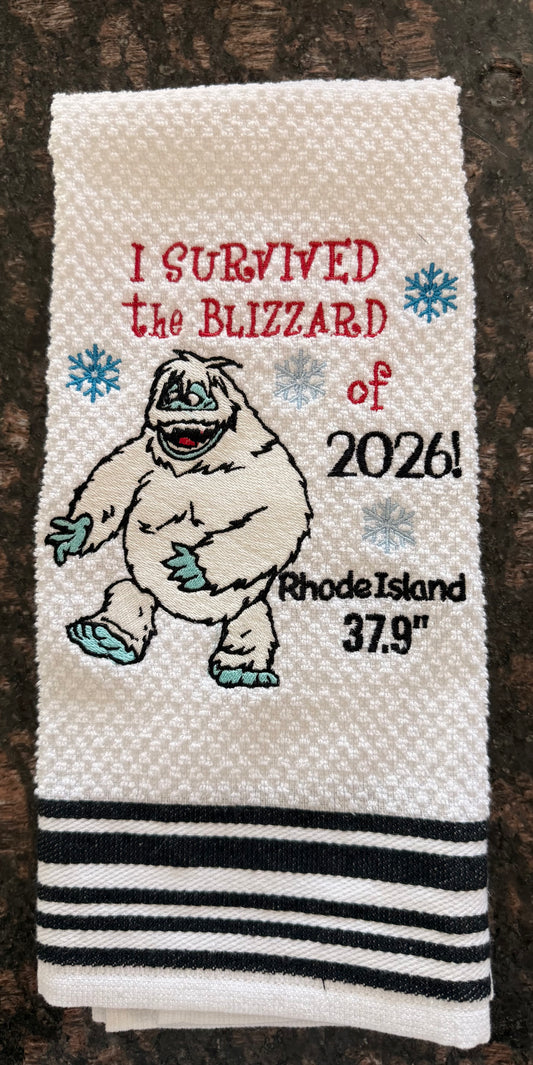 I SURVIVED
the BLIZZARD
of
2026!
Rhode Island
37.9"